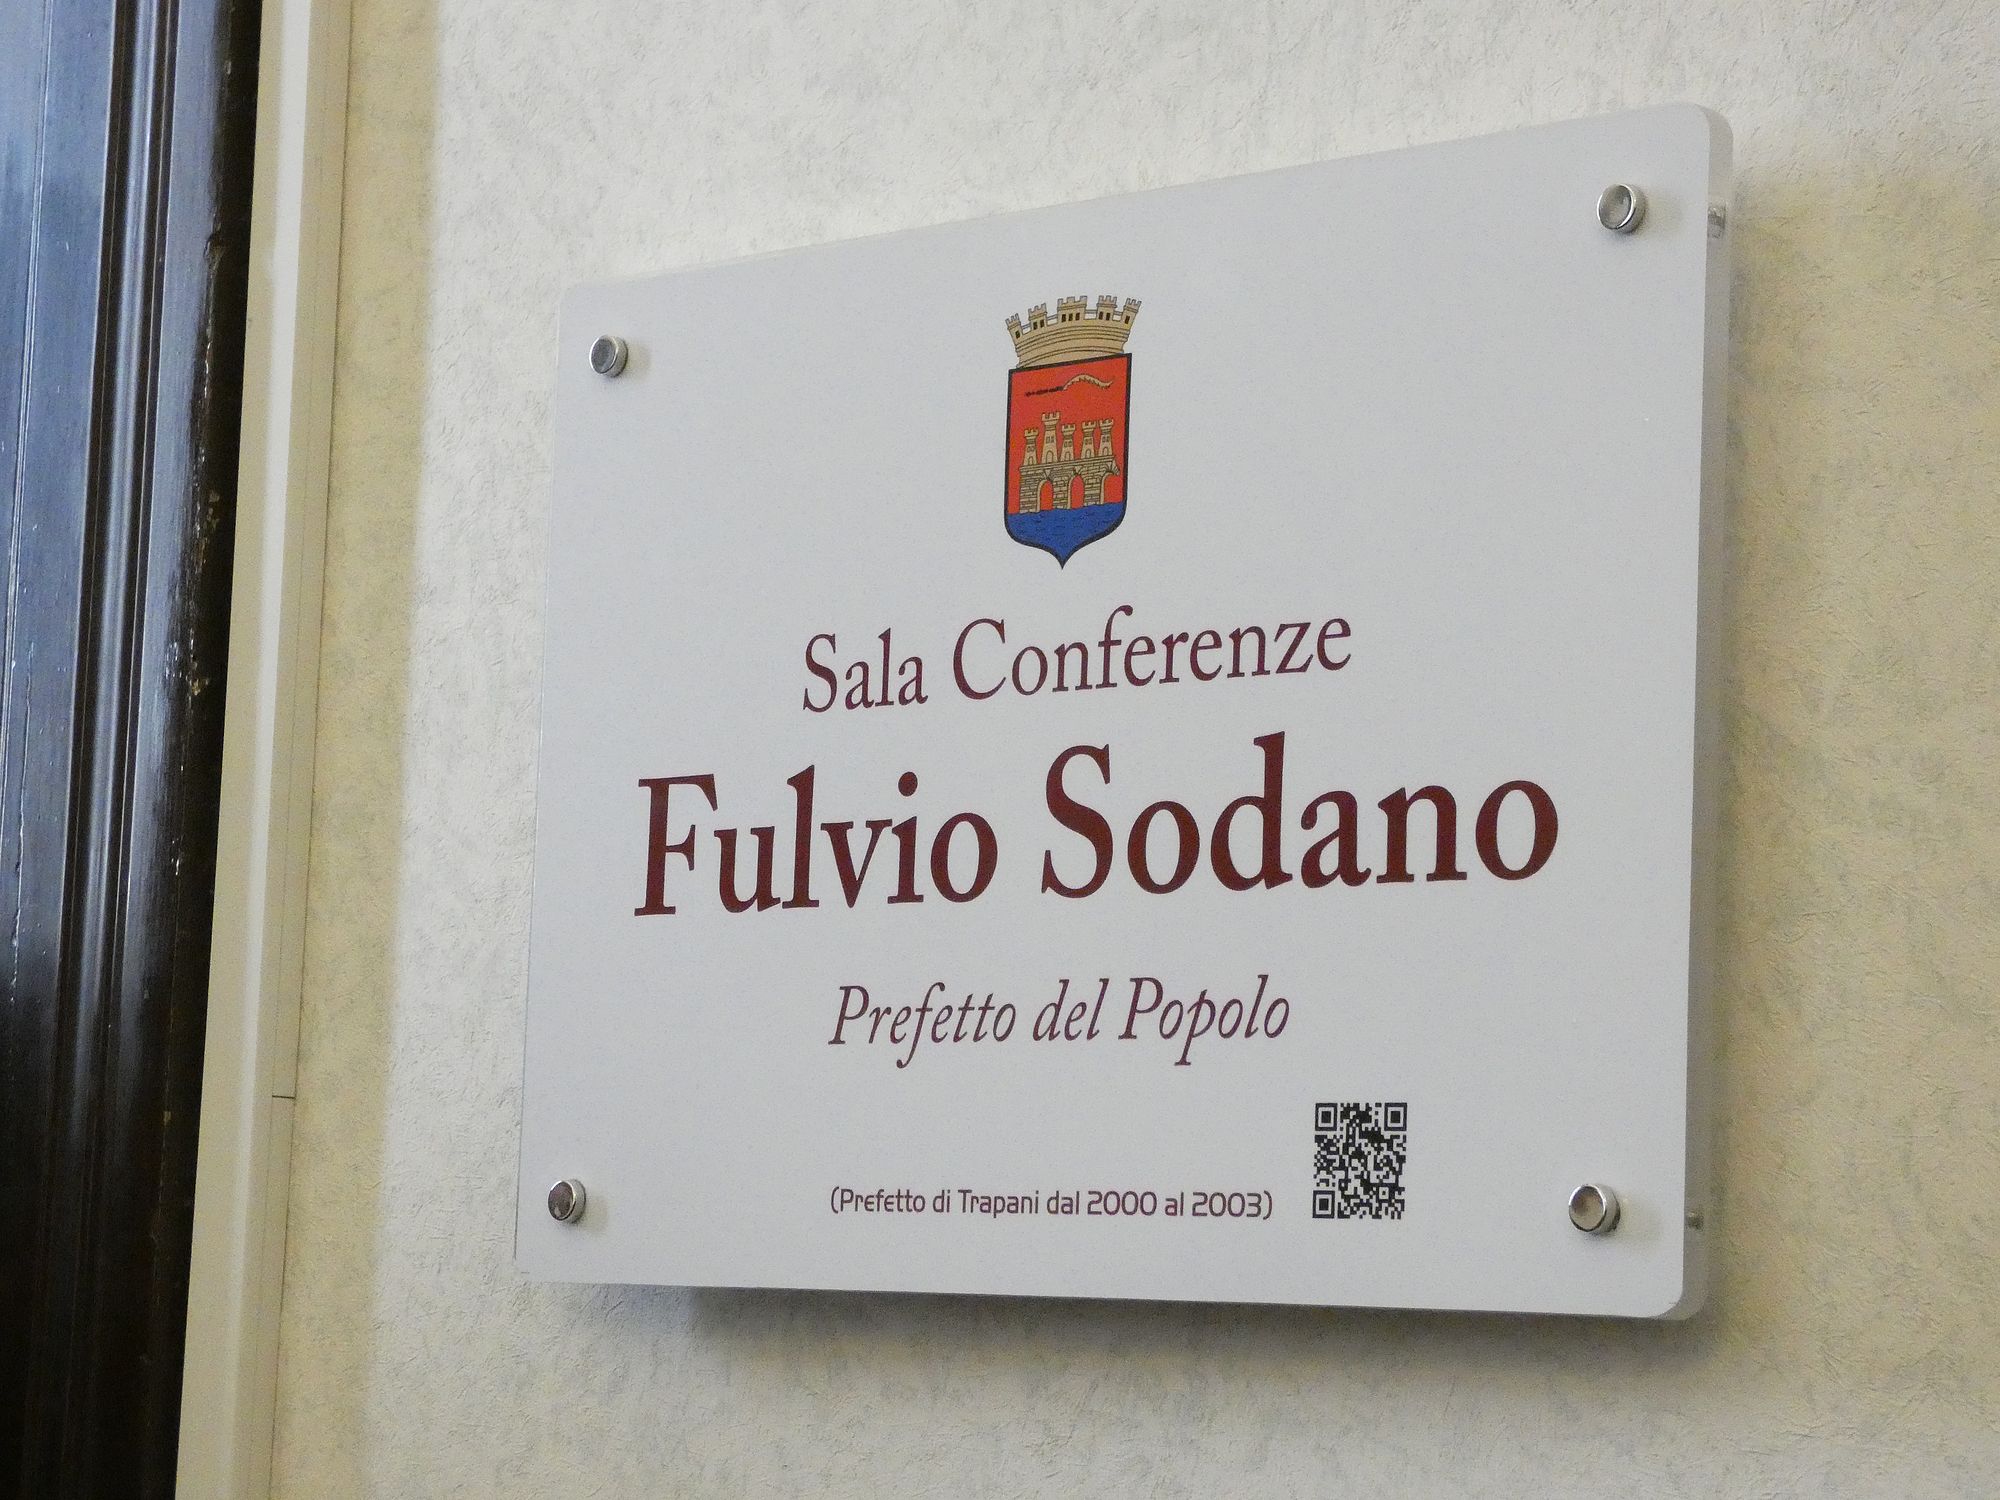 Sala Conferenze
Fulvio Sodano
Prefetto del Popolo
(Prefetto di Trapani dal 2000 al 2003)